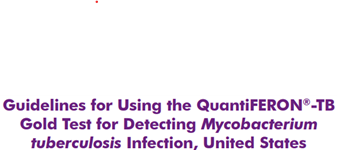 Guidelines for Using the QuantiFERON®-TB
Gold Test for Detecting Mycobacterium
tuberculosis Infection, United States